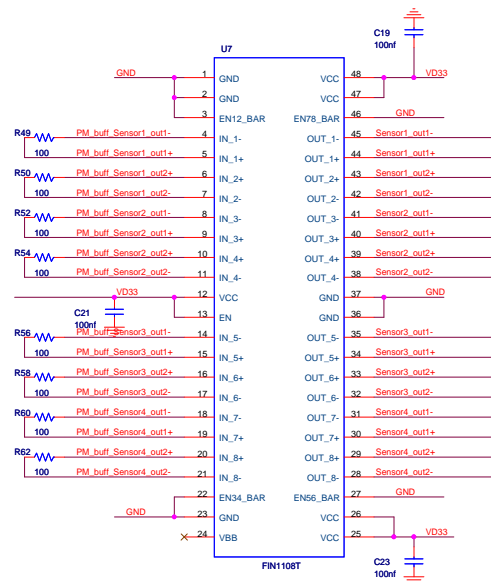 C19
100nf
U7
GND 1 GND VCC 48 VD33
2 GND VCC 47
3 EN12_BAR EN78_BAR 46 GND
R49 PM_buff_Sensor1_out1- 4 IN_1- OUT_1- 45 Sensor1_out1-
100 PM_buff_Sensor1_out1+ 5 IN_1+ OUT_1+ 44 Sensor1_out1+
R50 PM_buff_Sensor1_out2+ 6 IN_2+ OUT_2+ 43 Sensor1_out2+
100 PM_buff_Sensor1_out2- 7 IN_2- OUT_2- 42 Sensor1_out2-
R52 PM_buff_Sensor2_out1- 8 IN_3- OUT_3- 41 Sensor2_out1-
100 PM_buff_Sensor2_out1+ 9 IN_3+ OUT_3+ 40 Sensor2_out1+
R54 PM_buff_Sensor2_out2+ 10 IN_4+ OUT_4+ 39 Sensor2_out2+
100 PM_buff_Sensor2_out2- 11 IN_4- OUT_4- 38 Sensor2_out2-
VD33 12 VCC GND 37 GND
C21 13 EN GND 36
100nf
R56 PM_buff_Sensor3_out1- 14 IN_5- OUT_5- 35 Sensor3_out1-
100 PM_buff_Sensor3_out1+ 15 IN_5+ OUT_5+ 34 Sensor3_out1+
R58 PM_buff_Sensor3_out2+ 16 IN_6+ OUT_6+ 33 Sensor3_out2+
100 PM_buff_Sensor3_out2- 17 IN_6- OUT_6- 32 Sensor3_out2-
R60 PM_buff_Sensor4_out1- 18 IN_7- OUT_7- 31 Sensor4_out1-
100 PM_buff_Sensor4_out1+ 19 IN_7+ OUT_7+ 30 Sensor4_out1+
R62 PM_buff_Sensor4_out2+ 20 IN_8+ OUT_8+ 29 Sensor4_out2+
100 PM_buff_Sensor4_out2- 21 IN_8- OUT_8- 28 Sensor4_out2-
22 EN34_BAR EN56_BAR 27 GND
GND 23 GND VCC 26
24 VBB VCC 25 VD33
FIN1108T
C23
100nf